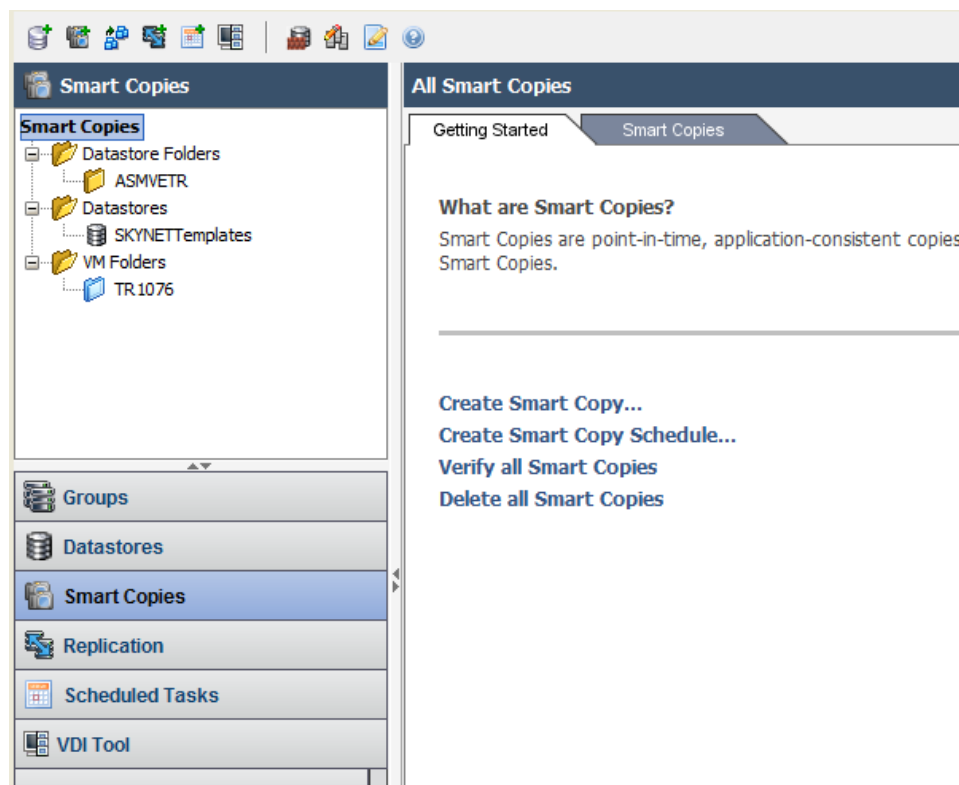 Smart Copies
Smart Copies
Datastore Folders
ASMVETR
Datastores
SKYNETTemplates
VM Folders
TR1076
Groups
Datastores
Smart Copies
Replication
Scheduled Tasks
VDI Tool
All Smart Copies
Getting Started
Smart Copies
What are Smart Copies?
Smart Copies are point-in-time, application-consistent copies
Smart Copies.
Create Smart Copy...
Create Smart Copy Schedule...
Verify all Smart Copies
Delete all Smart Copies